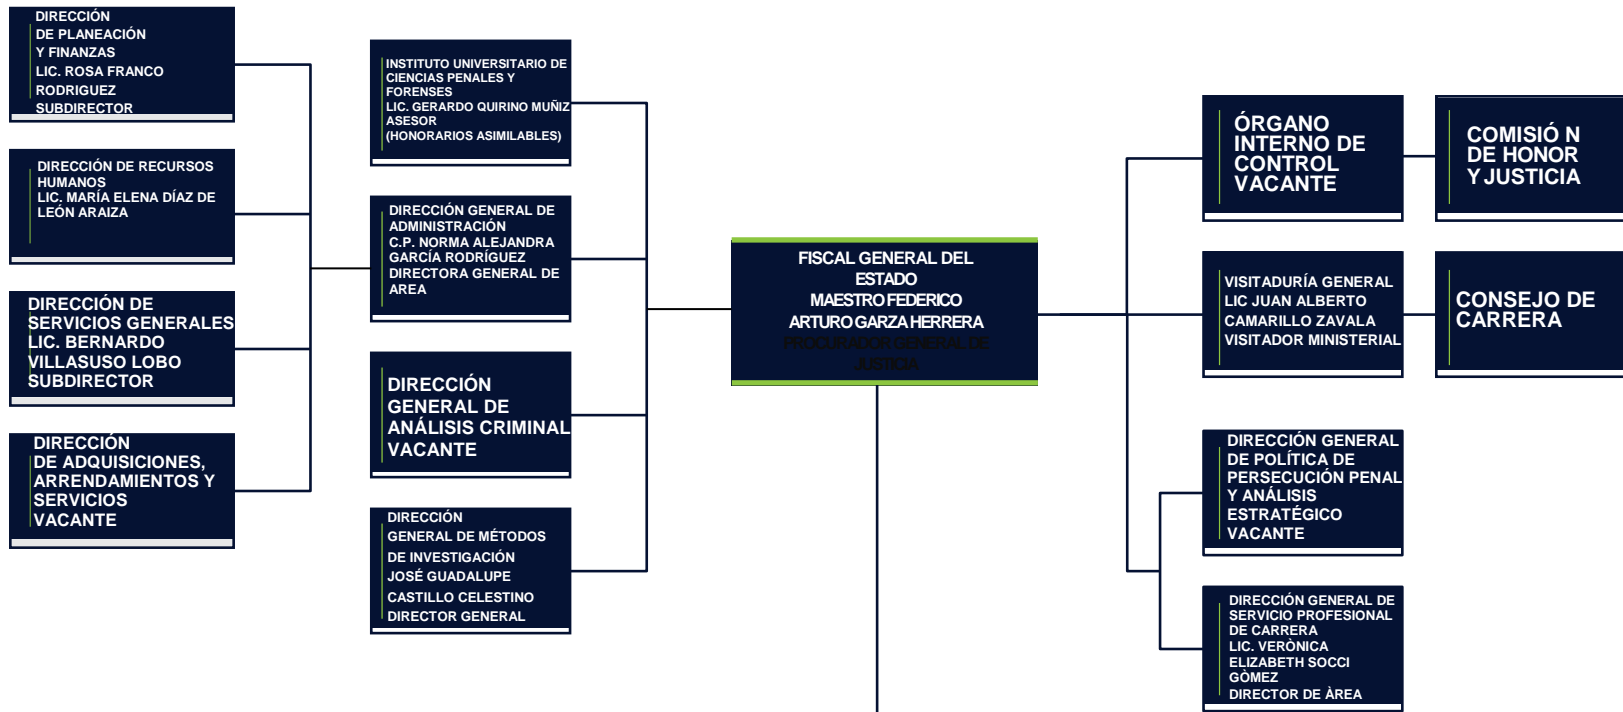 DIRECCIÓN
DE PLANEACIÓN
Y FINANZAS
LIC. ROSA FRANCO
RODRIGUEZ
SUBDIRECTOR
DIRECCIÓN DE RECURSOS
HUMANOS
LIC. MARÍA ELENA DÍAZ DE
LEÓN ARAIZA
DIRECCIÓN DE
SERVICIOS GENERALES
LIC. BERNARDO
VILLASUSO LOBO
SUBDIRECTOR
DIRECCIÓN
DE ADQUISICIONES,
ARRENDAMIENTOS Y
SERVICIOS
VACANTE
INSTITUTO UNIVERSITARIO DE
CIENCIAS PENALES Y
FORENSES
LIC. GERARDO QUIRINO MUÑIZ
ASESOR
(HONORARIOS ASIMILABLES)
DIRECCIÓN GENERAL DE
ADMINISTRACIÓN
C.P. NORMA ALEJANDRA
GARCÍA RODRÍGUEZ
DIRECTORA GENERAL DE
AREA
DIRECCIÓN
GENERAL DE
ANÁLISIS CRIMINAL
VACANTE
DIRECCIÓN
GENERAL DE MÉTODOS
DE INVESTIGACIÓN
JOSÉ GUADALUPE
CASTILLO CELESTINO
DIRECTOR GENERAL
FISCAL GENERAL DEL
ESTADO
MAESTRO FEDERICO
ARTURO GARZA HERRERA
PROCURADOR GENERAL DE
JUSTICIA
ÓRGANO
INTERNO DE
CONTROL
VACANTE
COMISIÓ N
DE HONOR
Y JUSTICIA
VISITADURÍA GENERAL
LIC JUAN ALBERTO
CAMARILLO ZAVALA
VISITADOR MINISTERIAL
CONSEJO DE
CARRERA
DIRECCIÓN GENERAL
DE POLÍTICA DE
PERSECUCIÓN PENAL
Y ANÁLISIS
ESTRATÉGICO
VACANTE
DIRECCIÓN GENERAL DE
SERVICIO PROFESIONAL
DE CARRERA
LIC. VERÒNICA
ELIZABETH SOCCI
GÒMEZ
DIRECTOR DE ÀREA